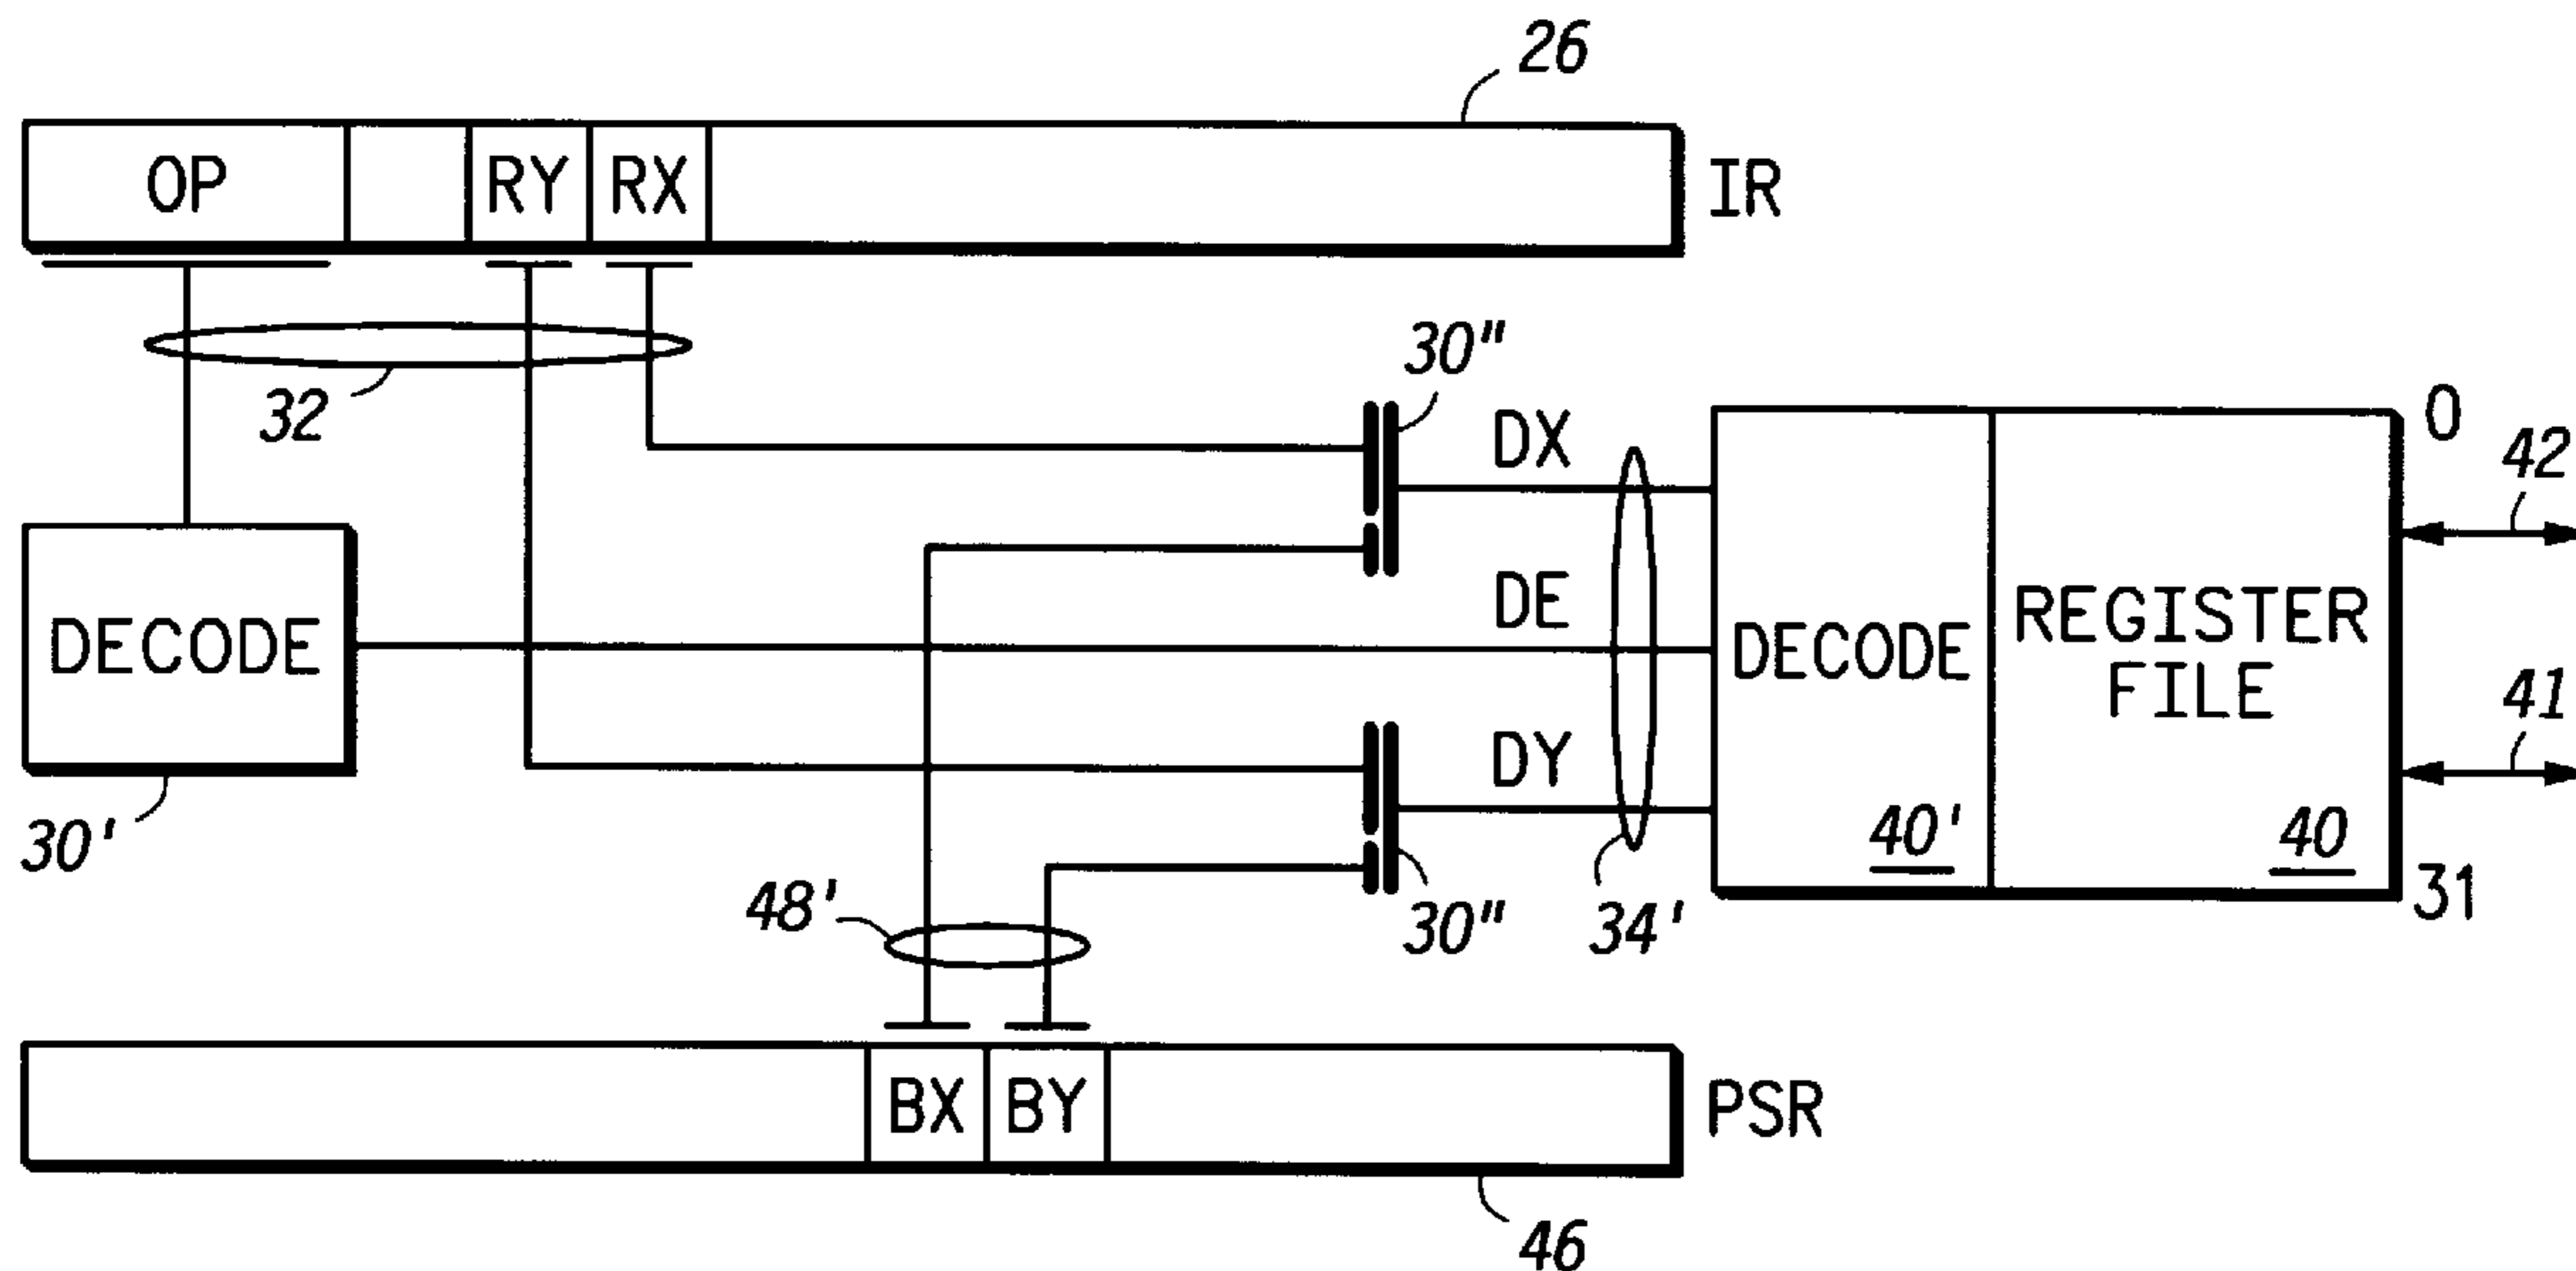 26
OP RY RX IR
32
30"
DX
0
42
DE
DECODE
DECODE
REGISTER
FILE
41
DY
30'
40'
40
31
48'
30"
34'
BX BY PSR
46